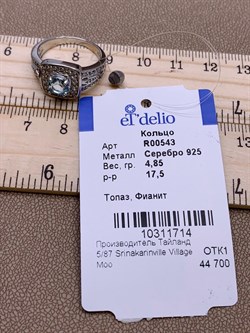 el' delio
Кольцо
Арт R00543
Металл Серебро 925
Вес, гр. 4,85
р-р 17,5
Топаз, Фианит
10311714
Производитель Тайланд
5/87 Srinakarinville Village
Moo
ОТК1
44 700